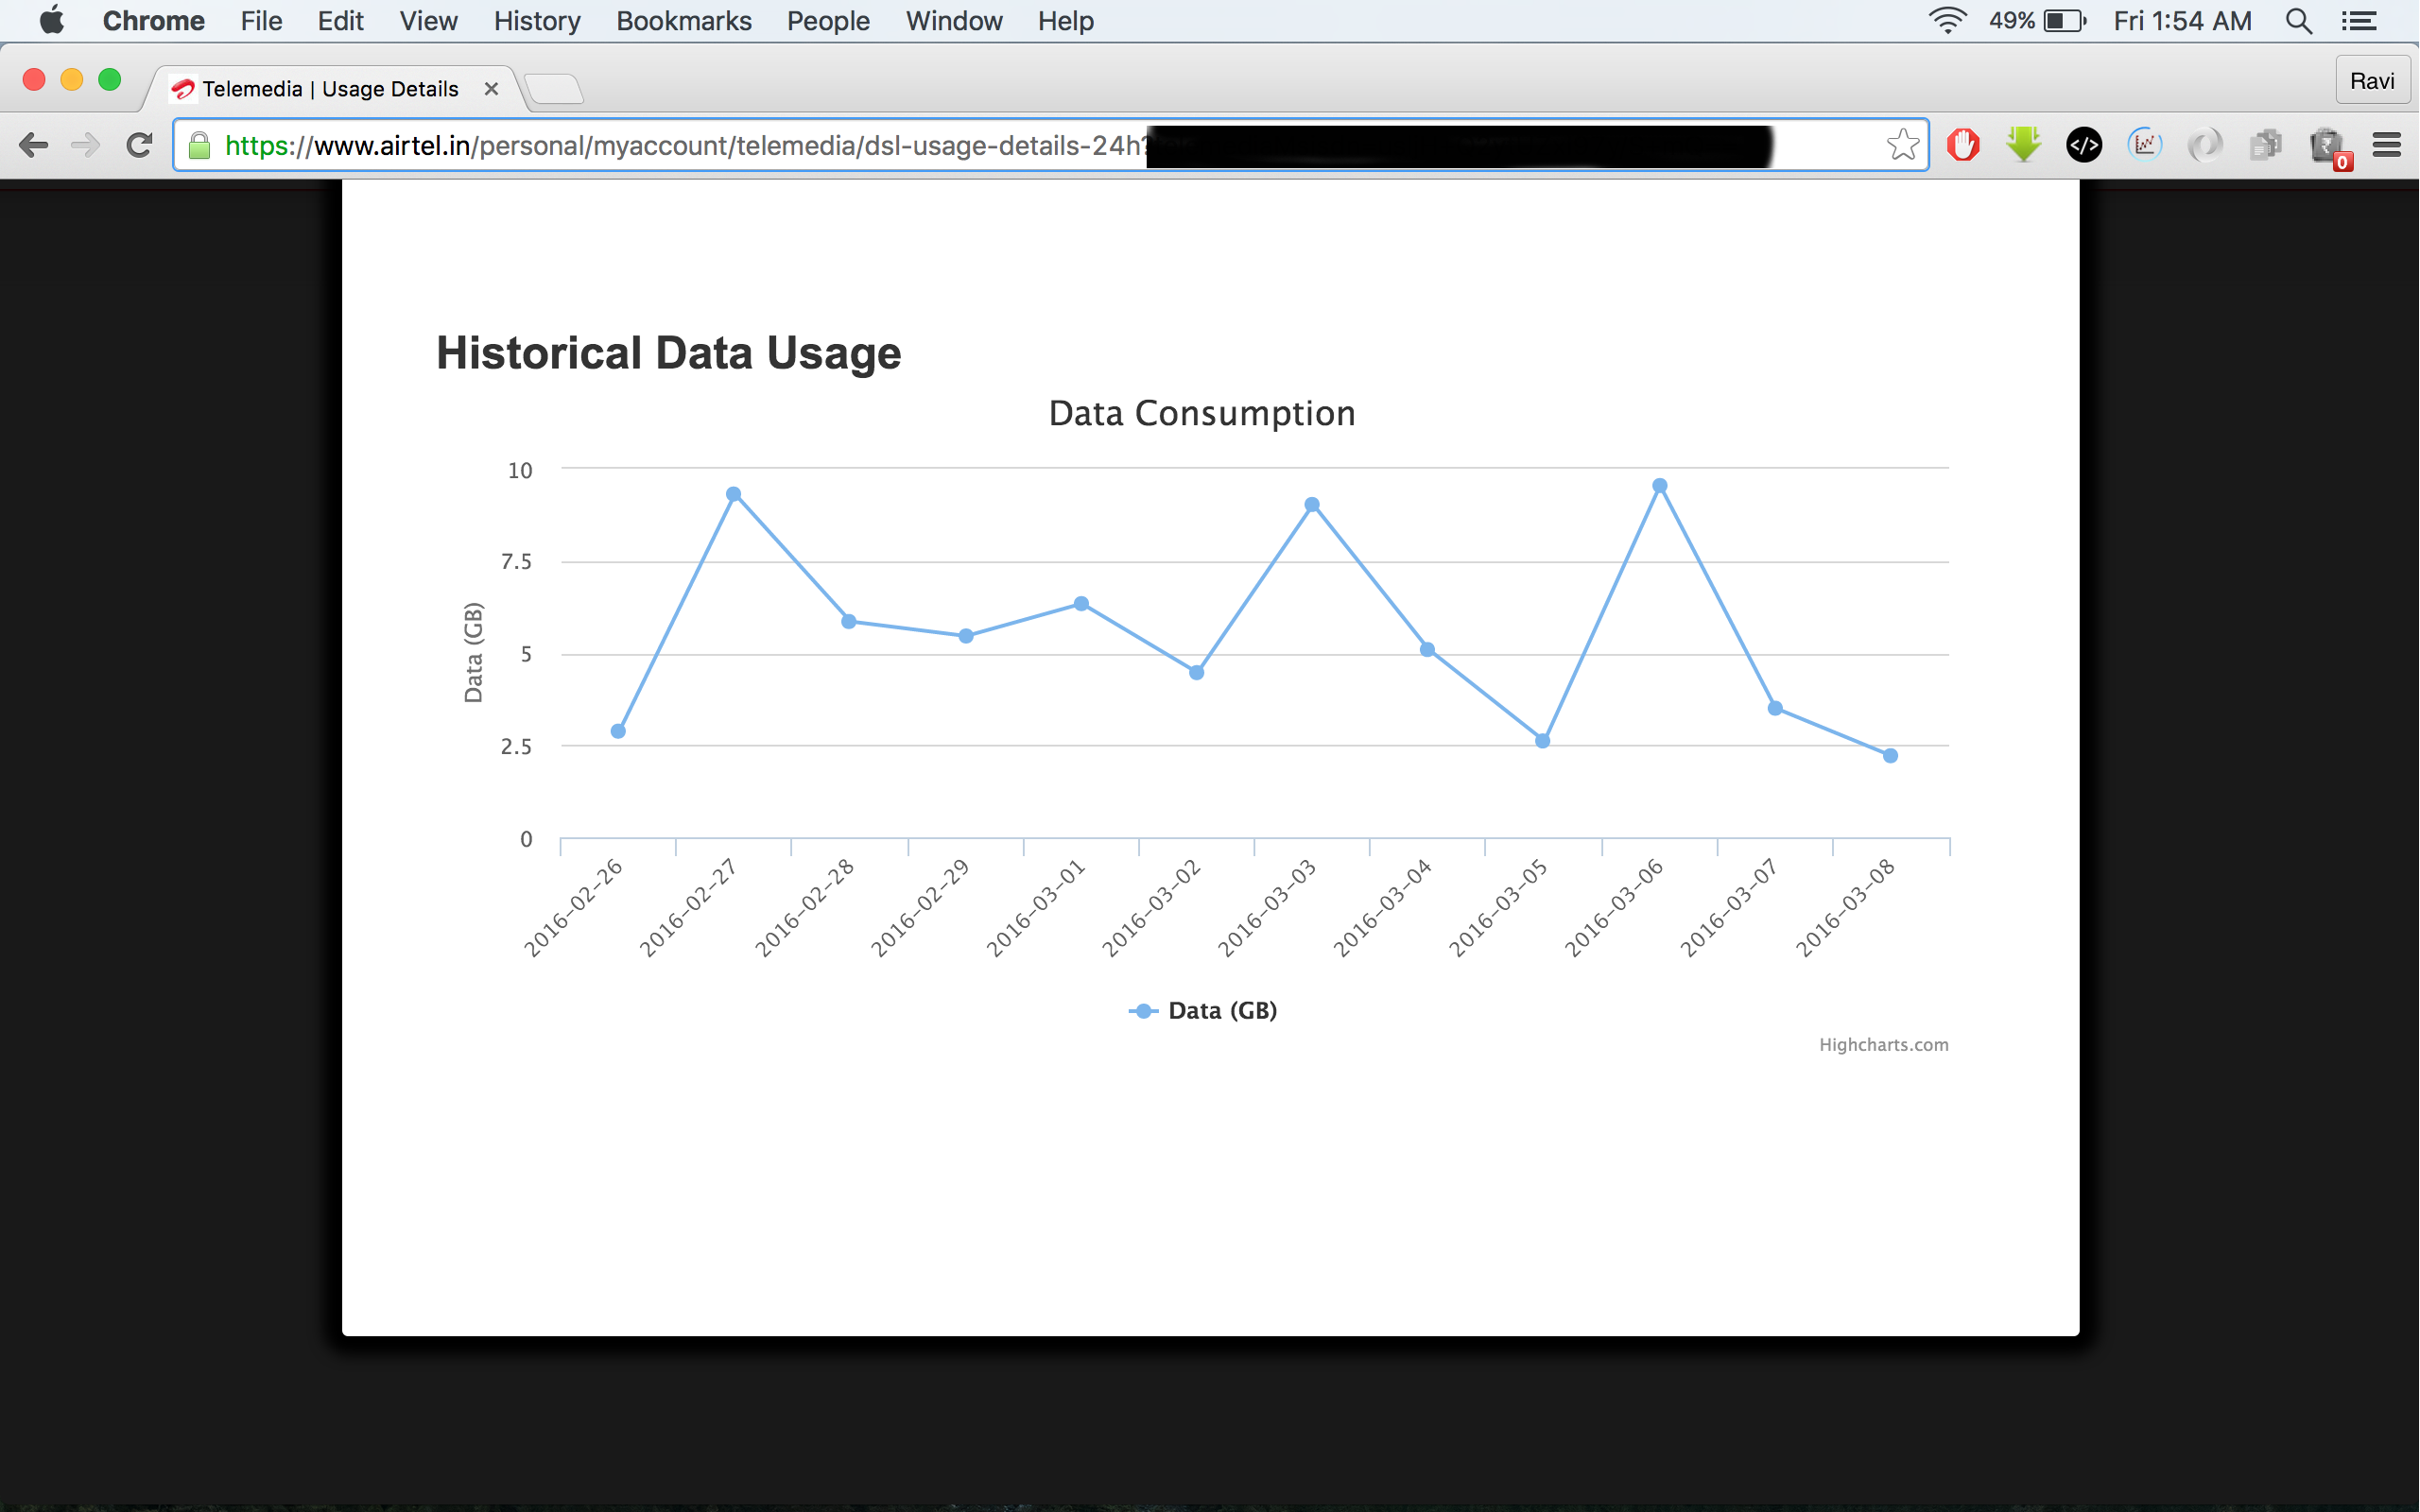 Chrome File Edit View History Bookmarks People Window Help 49% Fri 1:54 AM
Telemedia | Usage Details Ravi
https://www.airtel.in/personal/myaccount/telemedia/dsl-usage-details-24h?
0
Historical Data Usage
Data Consumption
10
7.5
5
2.5
0
Data (GB)
2016-02-26 2016-02-27 2016-02-28 2016-02-29 2016-03-01 2016-03-02 2016-03-03 2016-03-04 2016-03-05 2016-03-06 2016-03-07 2016-03-08
Data (GB)
Highcharts.com